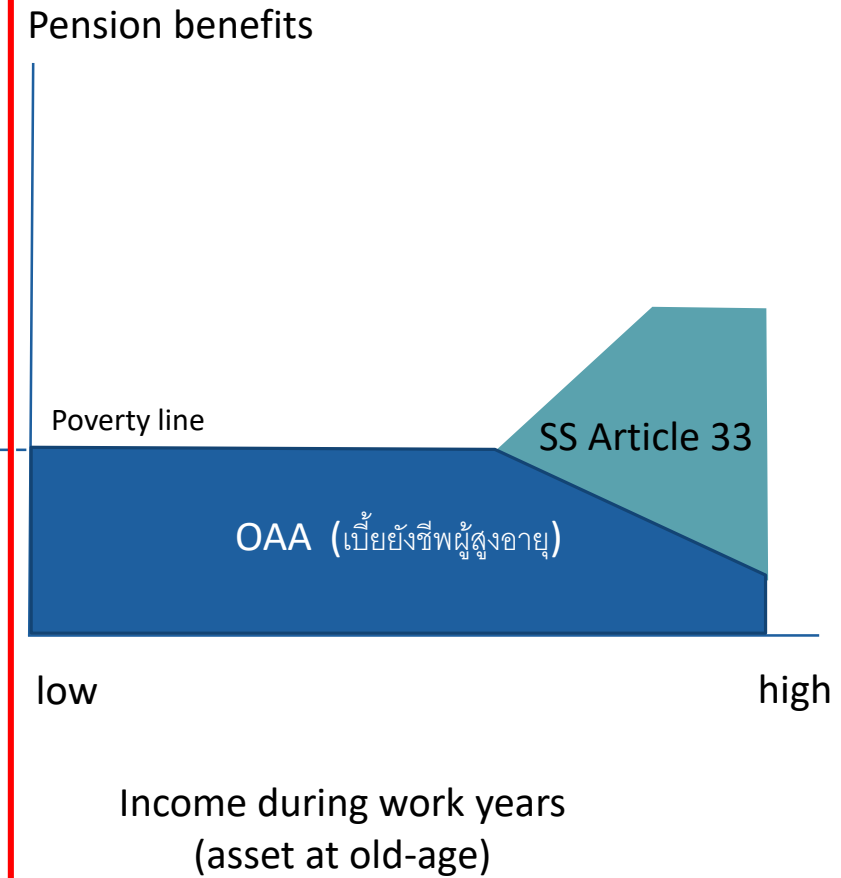 Pension benefits
Poverty line
SS Article 33
OAA (เบี้ยยังชีพผู้สูงอายุ)
low high
Income during work years
(asset at old-age)